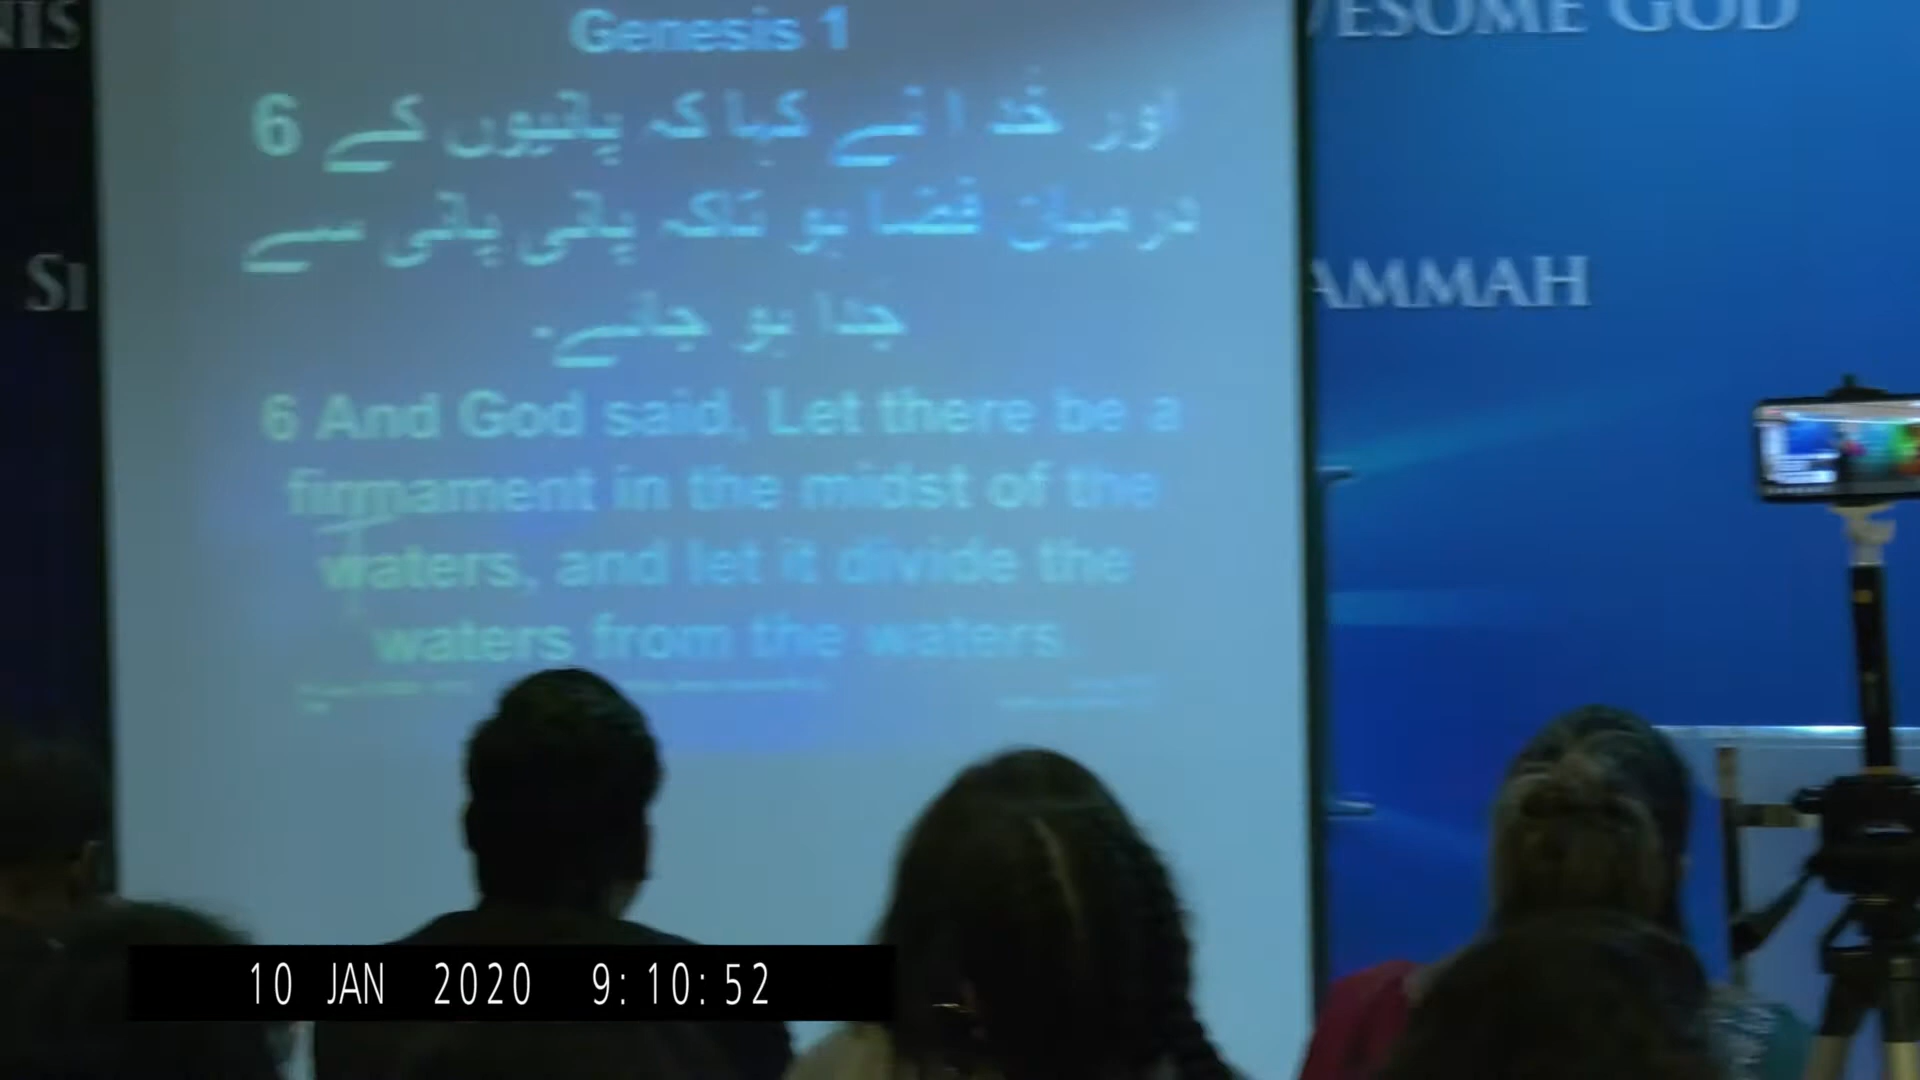 Genesis 1
6 اور خدا نے کہا کہ پانیوں کے
درمیان فضا ہو تاکہ پانی پانی سے
جدا ہو جائے۔
6 And God said, Let there be a
firmament in the midst of the
waters, and let it divide the
waters from the waters.
ESOME GOD
AMMAH
10 JAN 2020 9:10:52